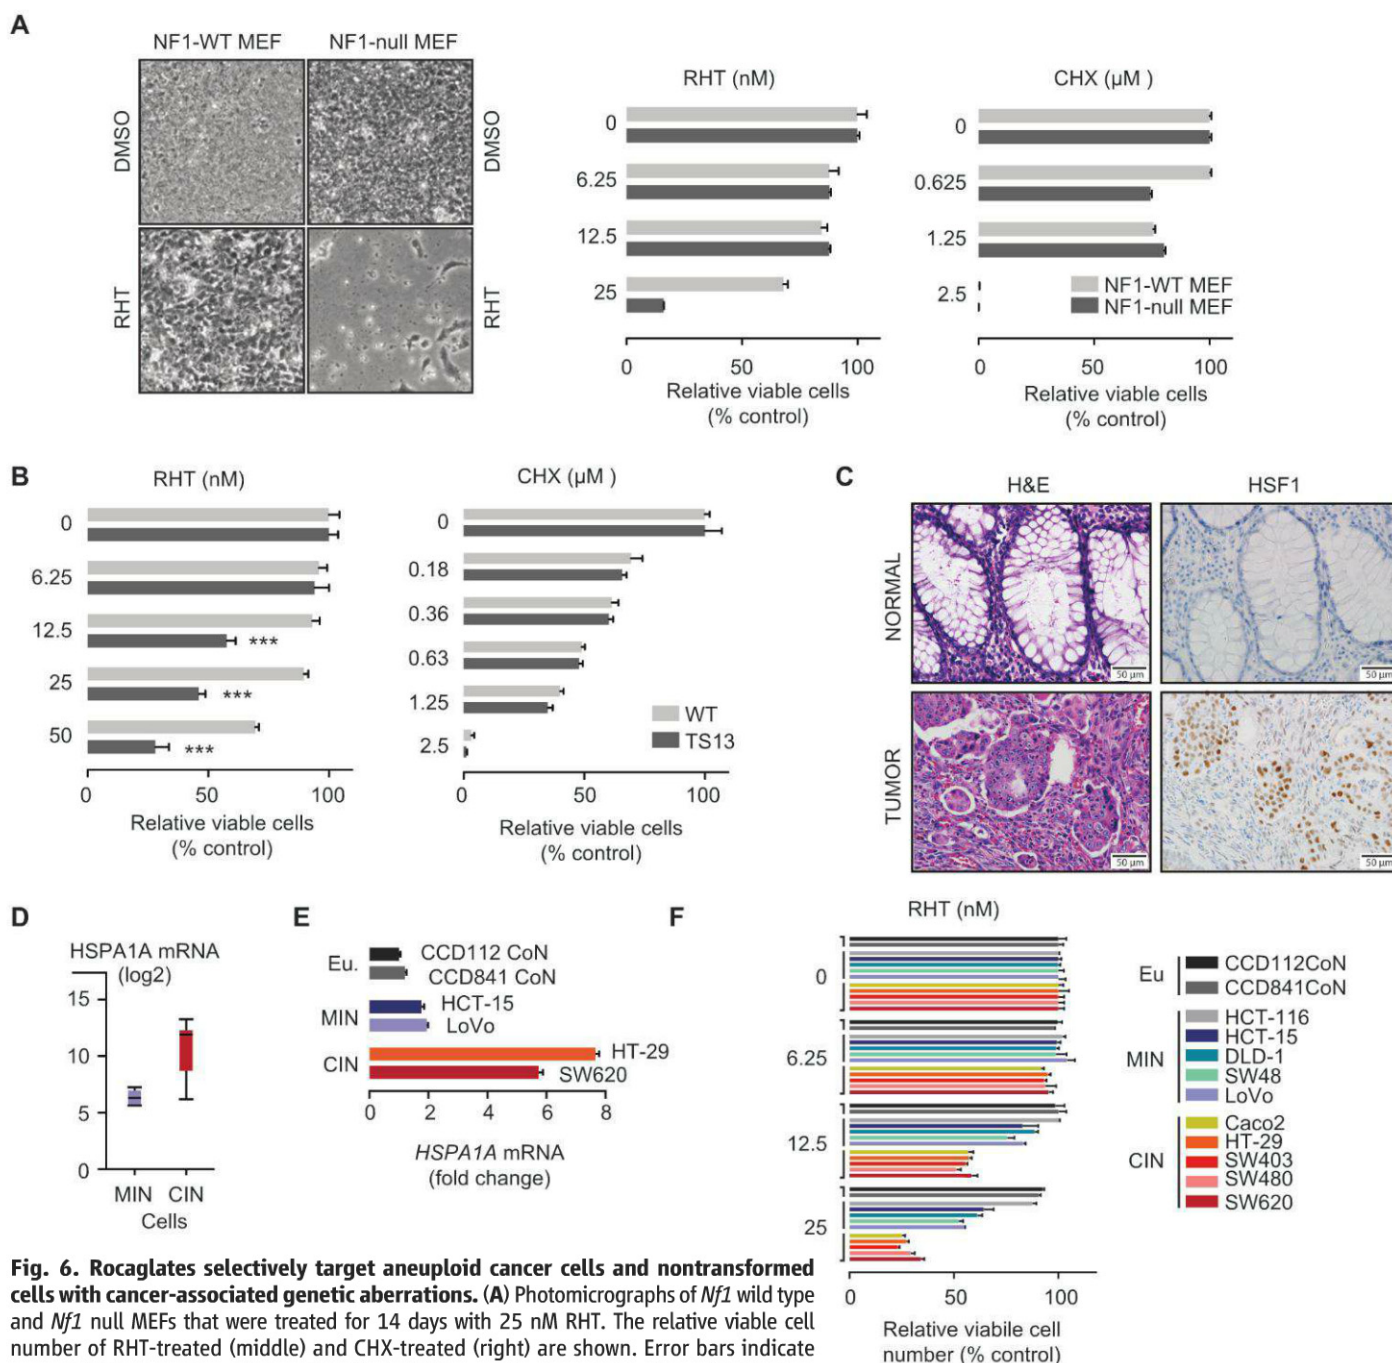 A
NF1-WT MEF NF1-null MEF
DMSO
DMSO
RHT
RHT
RHT (nM)
0
6.25
12.5
25
0 50 100
Relative viable cells
(% control)
CHX (µM )
0
0.625
1.25
2.5
NF1-WT MEF
NF1-null MEF
0 50 100
Relative viable cells
(% control)
B
RHT (nM)
0
6.25
12.5
***
25
***
50
***
0 50 100
Relative viable cells
(% control)
CHX (µM )
0
0.18
0.36
0.63
1.25
2.5
WT
TS13
0 50 100
Relative viable cells
(% control)
C
H&E HSF1
NORMAL
50 µm
50 µm
TUMOR
50 µm
50 µm
D
HSPA1A mRNA
(log2)
15
10
5
0
MIN CIN
Cells
E
Eu.
CCD112 CoN
CCD841 CoN
MIN
HCT-15
LoVo
CIN
HT-29
SW620
0 2 4 6 8
HSPA1A mRNA
(fold change)
F
RHT (nM)
0
6.25
12.5
25
0 50 100
Relative viabile cell
number (% control)
Eu
CCD112CoN
CCD841CoN
MIN
HCT-116
HCT-15
DLD-1
SW48
LoVo
CIN
Caco2
HT-29
SW403
SW480
SW620
Fig. 6. Rocaglates selectively target aneuploid cancer cells and nontransformed
cells with cancer-associated genetic aberrations. (A) Photomicrographs of Nf1 wild type
and Nf1 null MEFs that were treated for 14 days with 25 nM RHT. The relative viable cell
number of RHT-treated (middle) and CHX-treated (right) are shown. Error bars indicate